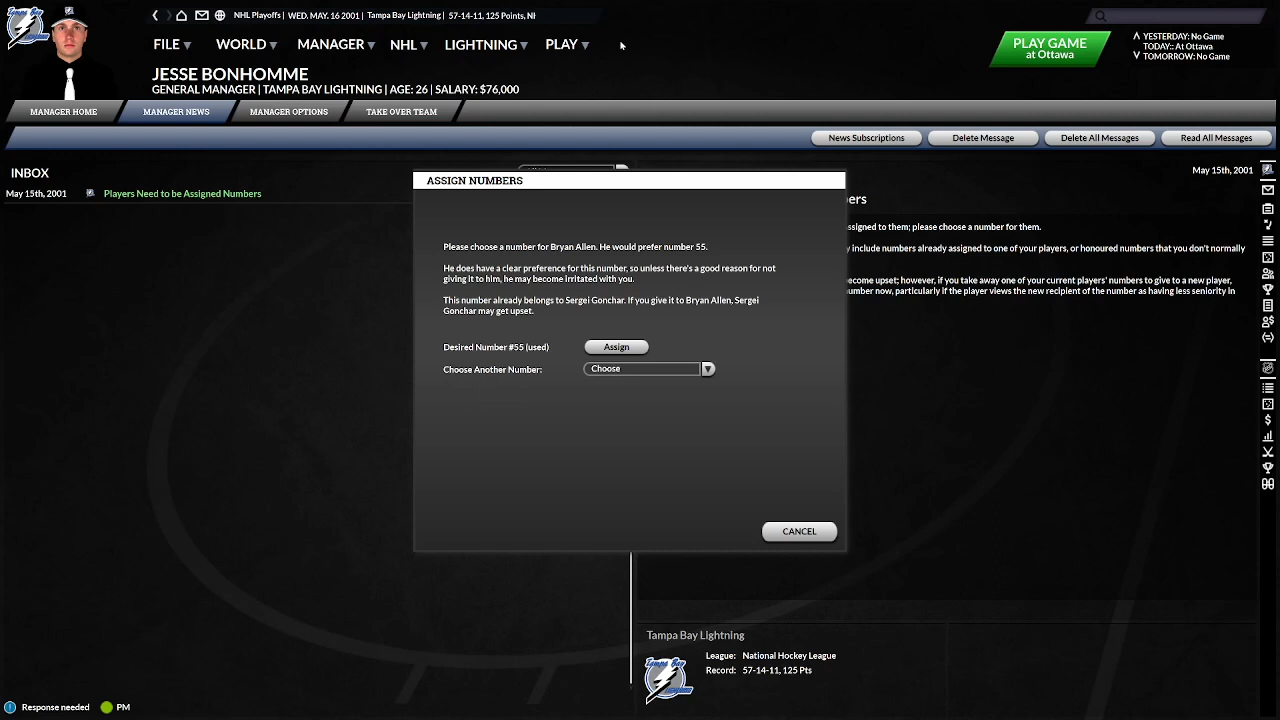 NHL Playoffs | WED. MAY. 16 2001 | Tampa Bay Lightning | 57-14-11, 125 Points, NH
FILE WORLD MANAGER NHL LIGHTNING PLAY
PLAY GAME
at Ottawa
YESTERDAY: No Game
TODAY:: At Ottawa
TOMORROW: No Game
JESSE BONHOMME
GENERAL MANAGER | TAMPA BAY LIGHTNING | AGE: 26 | SALARY: $76,000
MANAGER HOME MANAGER NEWS MANAGER OPTIONS TAKE OVER TEAM
News Subscriptions Delete Message Delete All Messages Read All Messages
INBOX
May 15th, 2001
May 15th, 2001 Players Need to be Assigned Numbers
ASSIGN NUMBERS
ers
Please choose a number for Bryan Allen. He would prefer number 55.
He does have a clear preference for this number, so unless there's a good reason for not
giving it to him, he may become irritated with you.
This number already belongs to Sergei Gonchar. If you give it to Bryan Allen, Sergei
Gonchar may get upset.
Desired Number #55 (used) Assign
Choose Another Number: Choose
CANCEL
ssigned to them; please choose a number for them.
y include numbers already assigned to one of your players, or honoured numbers that you don't normally
ecome upset; however, if you take away one of your current players' numbers to give to a new player,
umber now, particularly if the player views the new recipient of the number as having less seniority in
Tampa Bay Lightning
League: National Hockey League
Record: 57-14-11, 125 Pts
Response needed PM